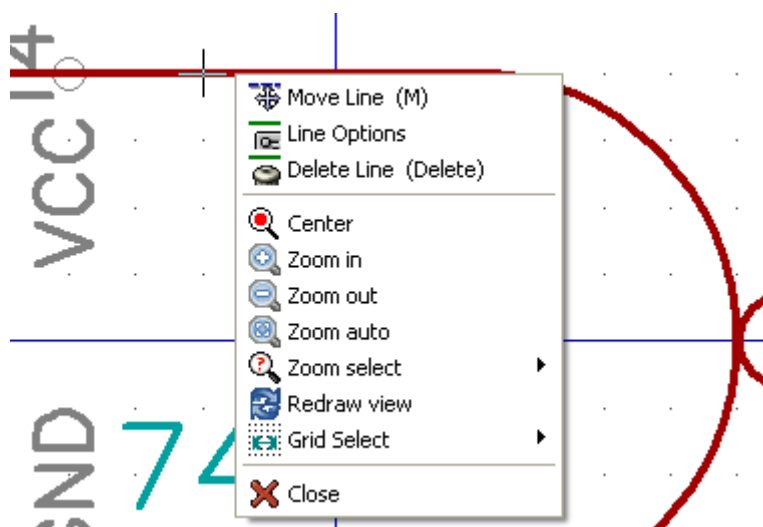 14
VCC
Move Line (M)
Line Options
Delete Line (Delete)
Center
Zoom in
Zoom out
Zoom auto
Zoom select
Redraw view
Grid Select
Close
GND
74